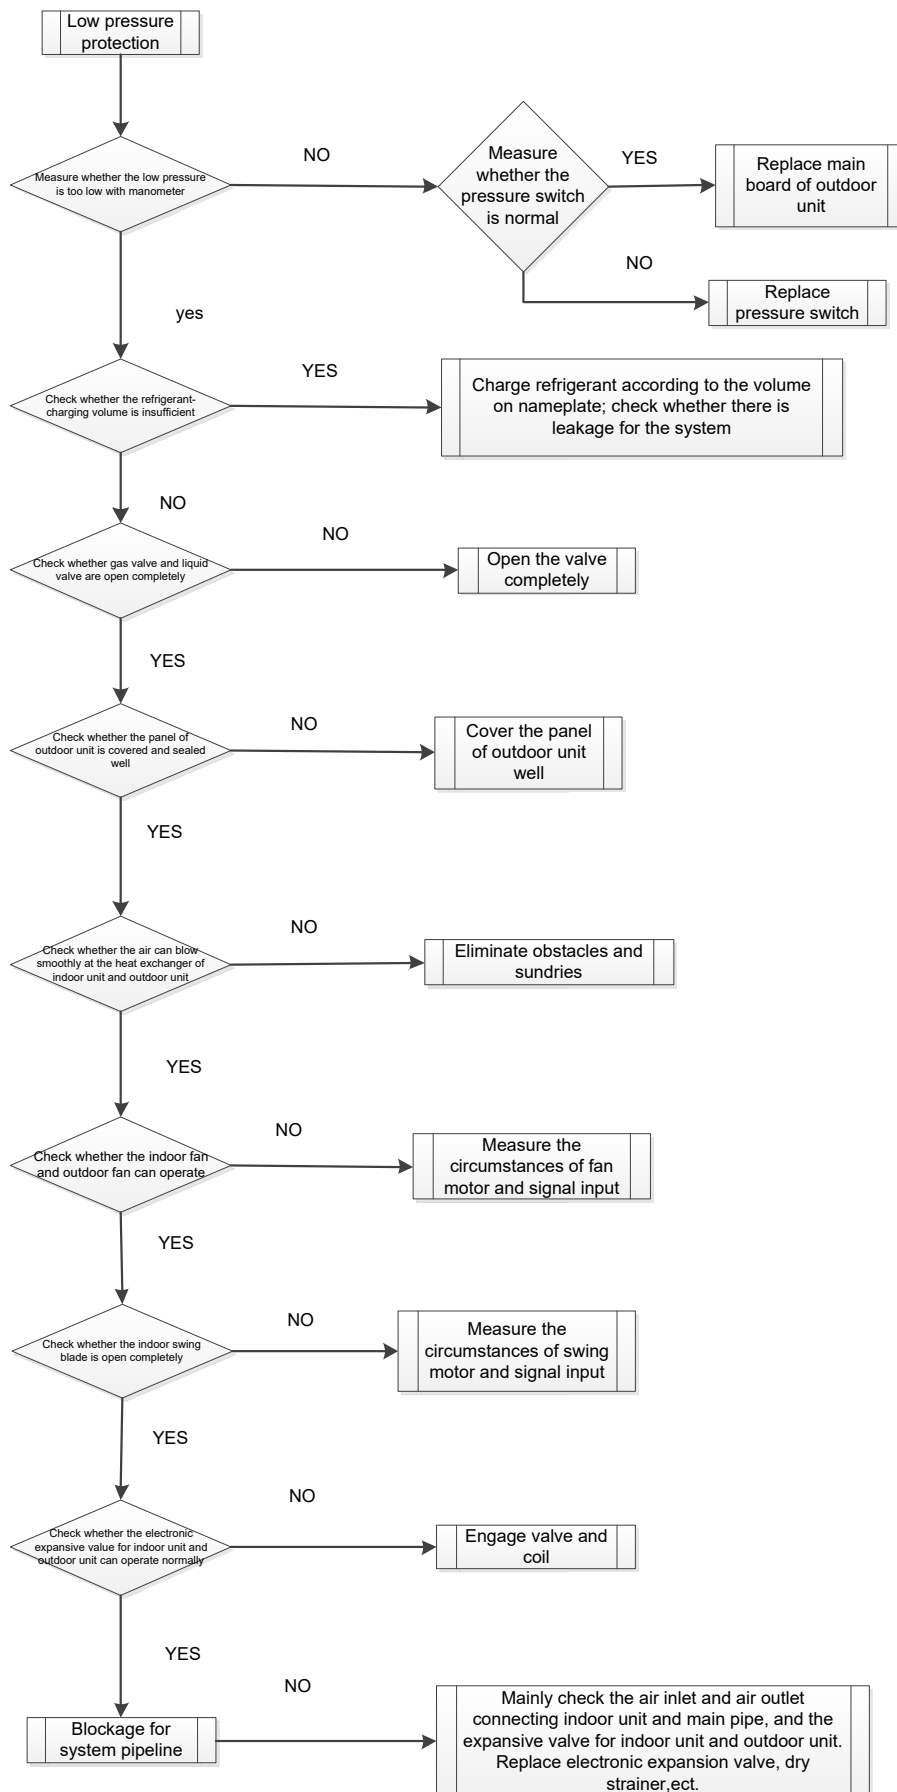 Low pressure
protection
Measure whether the low pressure
is too low with manometer
NO
Measure
whether the
pressure switch
is normal
YES
Replace main
board of outdoor
unit
NO
Replace
pressure switch
yes
Check whether the refrigerant-
charging volume is insufficient
YES
Charge refrigerant according to the volume
on nameplate; check whether there is
leakage for the system
NO
Check whether gas valve and liquid
valve are open completely
NO
Open the valve
completely
YES
Check whether the panel of
outdoor unit is covered and sealed
well
NO
Cover the panel
of outdoor unit
well
YES
Check whether the air can blow
smoothly at the heat exchanger of
indoor unit and outdoor unit
NO
Eliminate obstacles and
sundries
YES
Check whether the indoor fan
and outdoor fan can operate
NO
Measure the
circumstances of fan
motor and signal input
YES
Check whether the indoor swing
blade is open completely
NO
Measure the
circumstances of swing
motor and signal input
YES
Check whether the electronic
expansive value for indoor unit and
outdoor unit can operate normally
NO
Engage valve and
coil
YES
Blockage for
system pipeline
NO
Mainly check the air inlet and air outlet
connecting indoor unit and main pipe, and the
expansive valve for indoor unit and outdoor unit.
Replace electronic expansion valve, dry
strainer,ect.